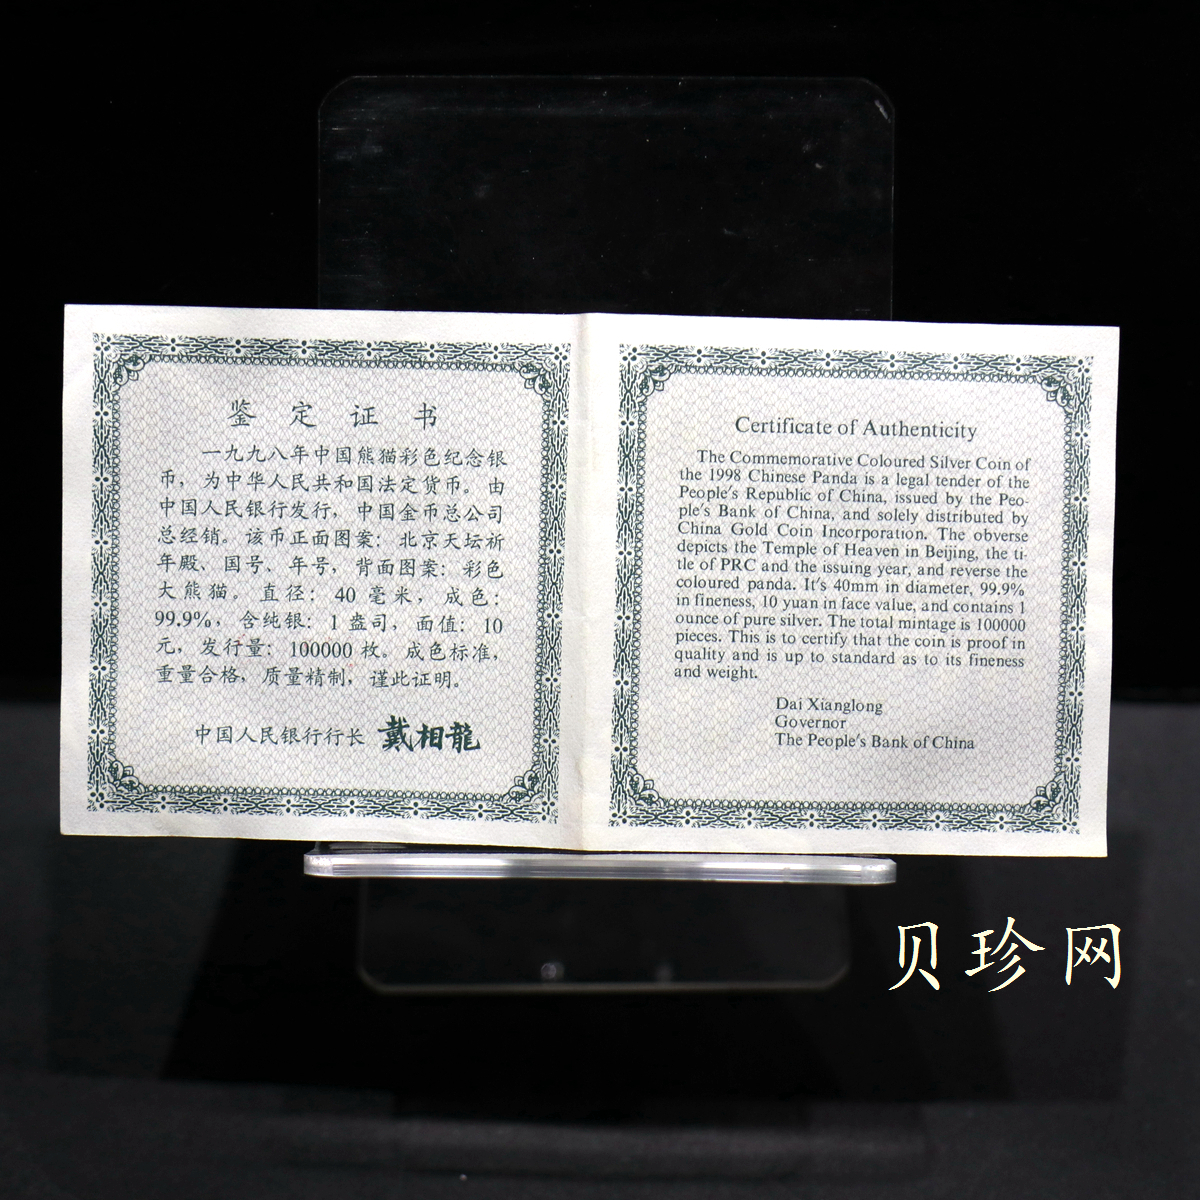 鉴定证书
一九九八年中国熊猫彩色纪念银
币，为中华人民共和国法定货币。由
中国人民银行发行，中国金币总公司
总经销。该币正面图案：北京天坛祈
年殿、国号、年号，背面图案：彩色
大熊猫。直径：40毫米，成色：
99.9%，含纯银：1盎司，面值：10
元，发行量：100000枚。成色标准，
重量合格，质量精制，谨此证明。
中国人民银行行长 戴相龍
Certificate of Authenticity
The Commemorative Coloured Silver Coin of
the 1998 Chinese Panda is a legal tender of the
People's Republic of China, issued by the Peo-
ple's Bank of China, and solely distributed by
China Gold Coin Incorporation. The obverse
depicts the Temple of Heaven in Beijing, the ti-
tle of PRC and the issuing year, and reverse the
coloured panda. It's 40mm in diameter, 99.9%
in fineness, 10 yuan in face value, and contains 1
ounce of pure silver. The total mintage is 100000
pieces. This is to certify that the coin is proof in
quality and is up to standard as to its fineness
and weight.
Dai Xianglong
Governor
The People's Bank of China
贝珍网